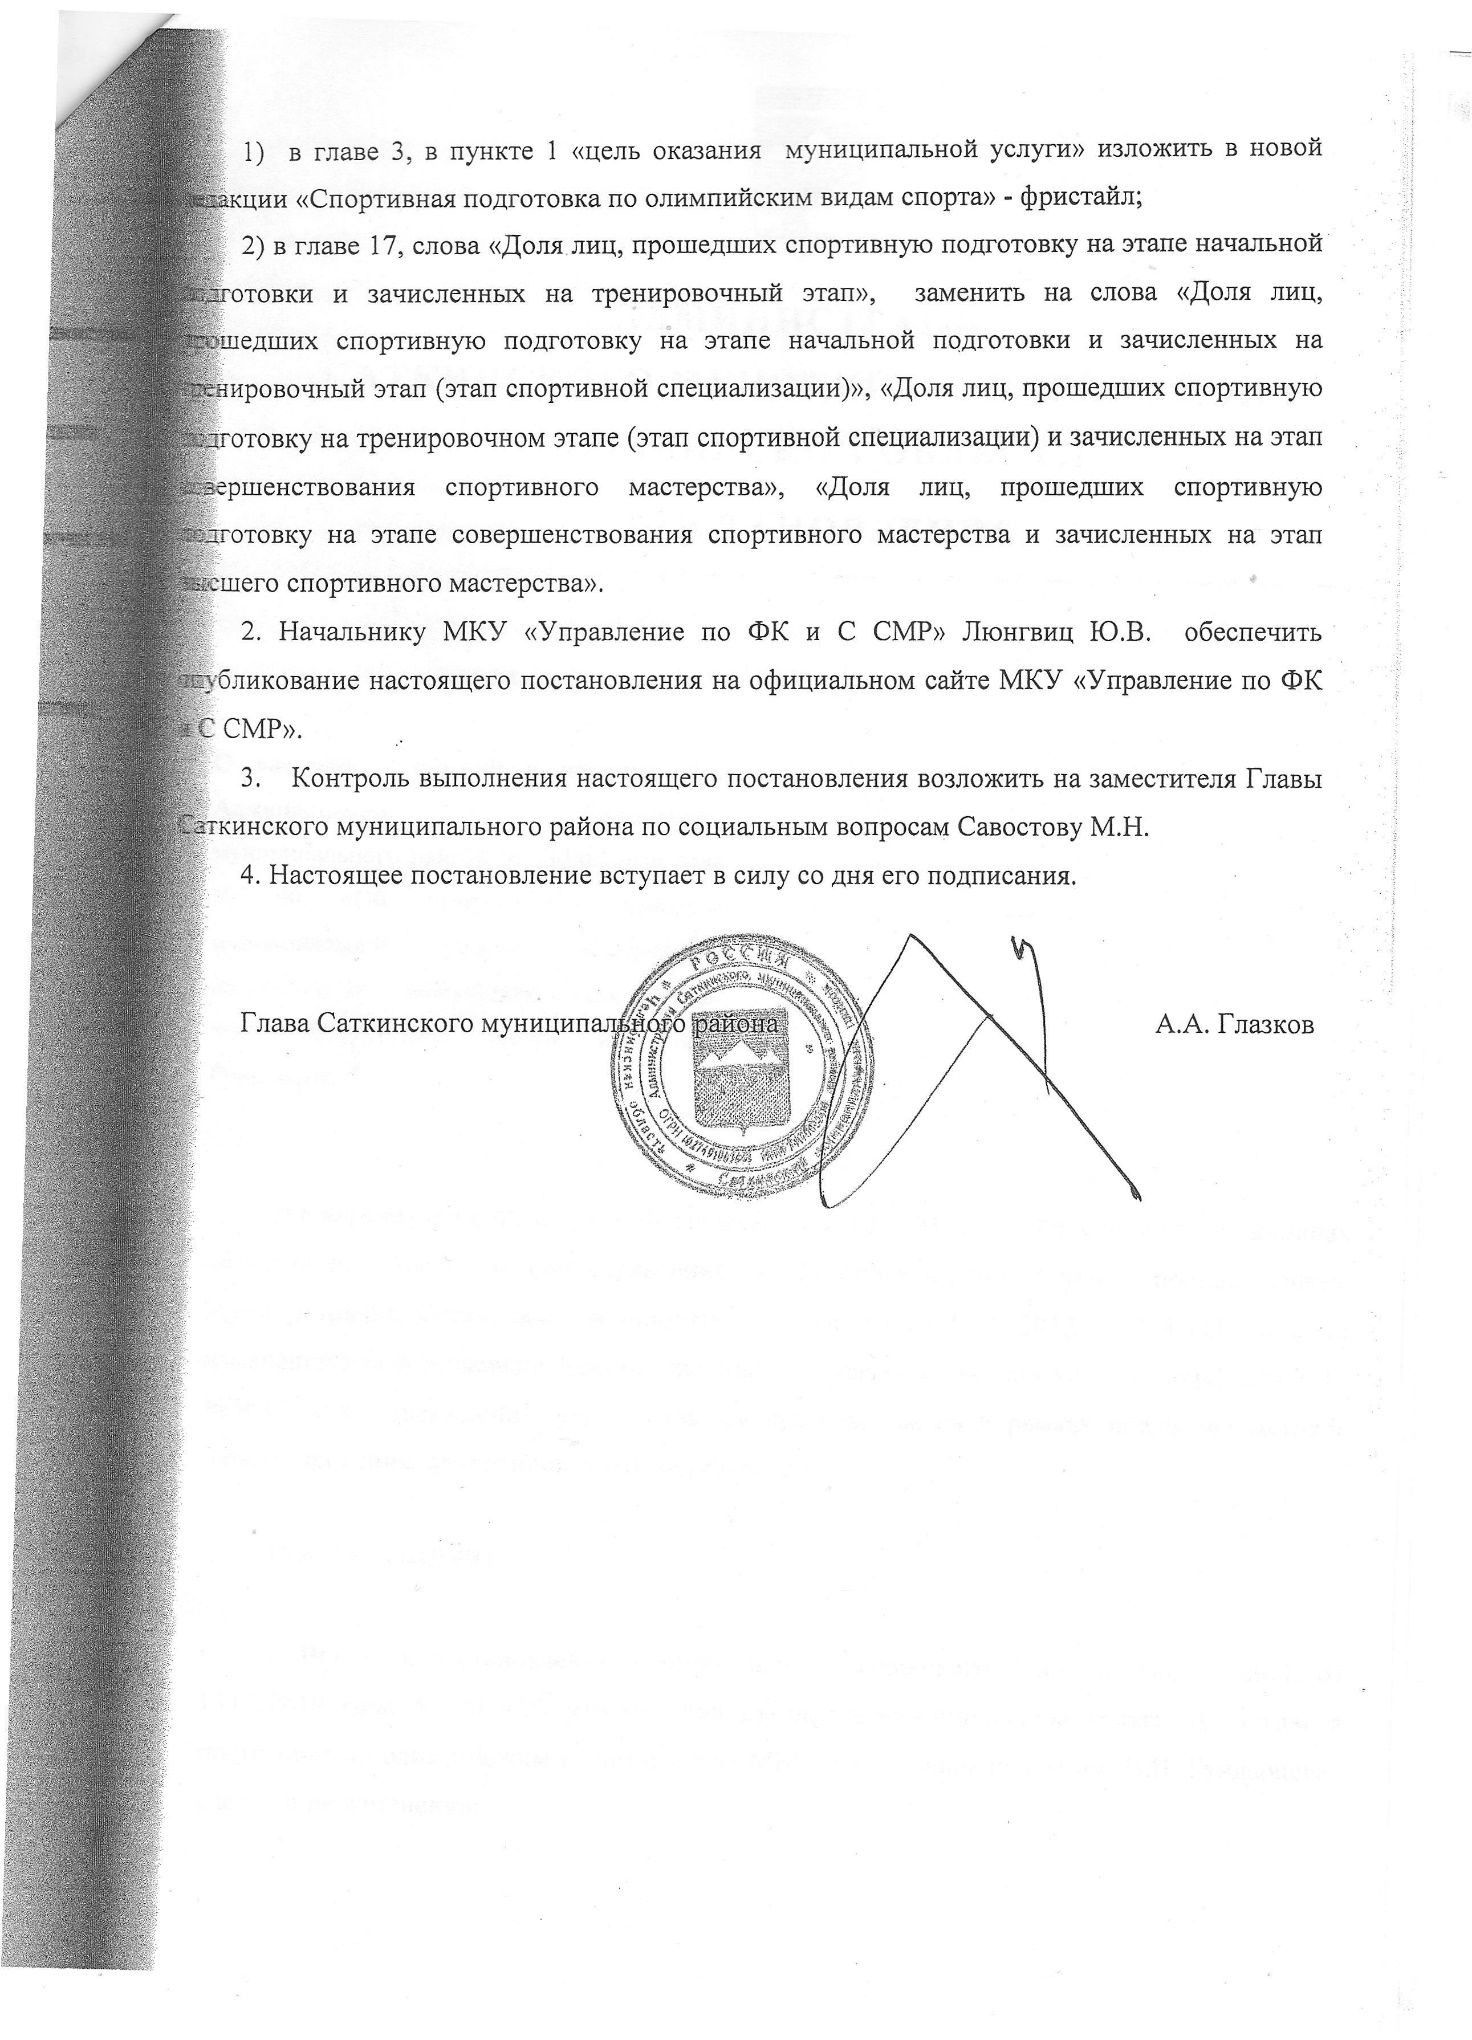 1) в главе 3, в пункте 1 «цель оказания муниципальной услуги» изложить в новой
редакции «Спортивная подготовка по олимпийским видам спорта» - фристайл;
2) в главе 17, слова «Доля лиц, прошедших спортивную подготовку на этапе начальной
подготовки и зачисленных на тренировочный этап», заменить на слова «Доля лиц,
прошедших спортивную подготовку на этапе начальной подготовки и зачисленных на
тренировочный этап (этап спортивной специализации)», «Доля лиц, прошедших спортивную
подготовку на тренировочном этапе (этап спортивной специализации) и зачисленных на этап
совершенствования спортивного мастерства», «Доля лиц, прошедших спортивную
подготовку на этапе совершенствования спортивного мастерства и зачисленных на этап
высшего спортивного мастерства».
2. Начальнику МКУ «Управление по ФК и С СМР» Люнгвиц Ю.В. обеспечить
опубликование настоящего постановления на официальном сайте МКУ «Управление по ФК
и С СМР».
3. Контроль выполнения настоящего постановления возложить на заместителя Главы
Саткинского муниципального района по социальным вопросам Савостову М.Н.
4. Настоящее постановление вступает в силу со дня его подписания.
Глава Саткинского муниципального района А.А. Глазков
РОССИЯ
Челябинская область
Администрация Саткинского муниципального района